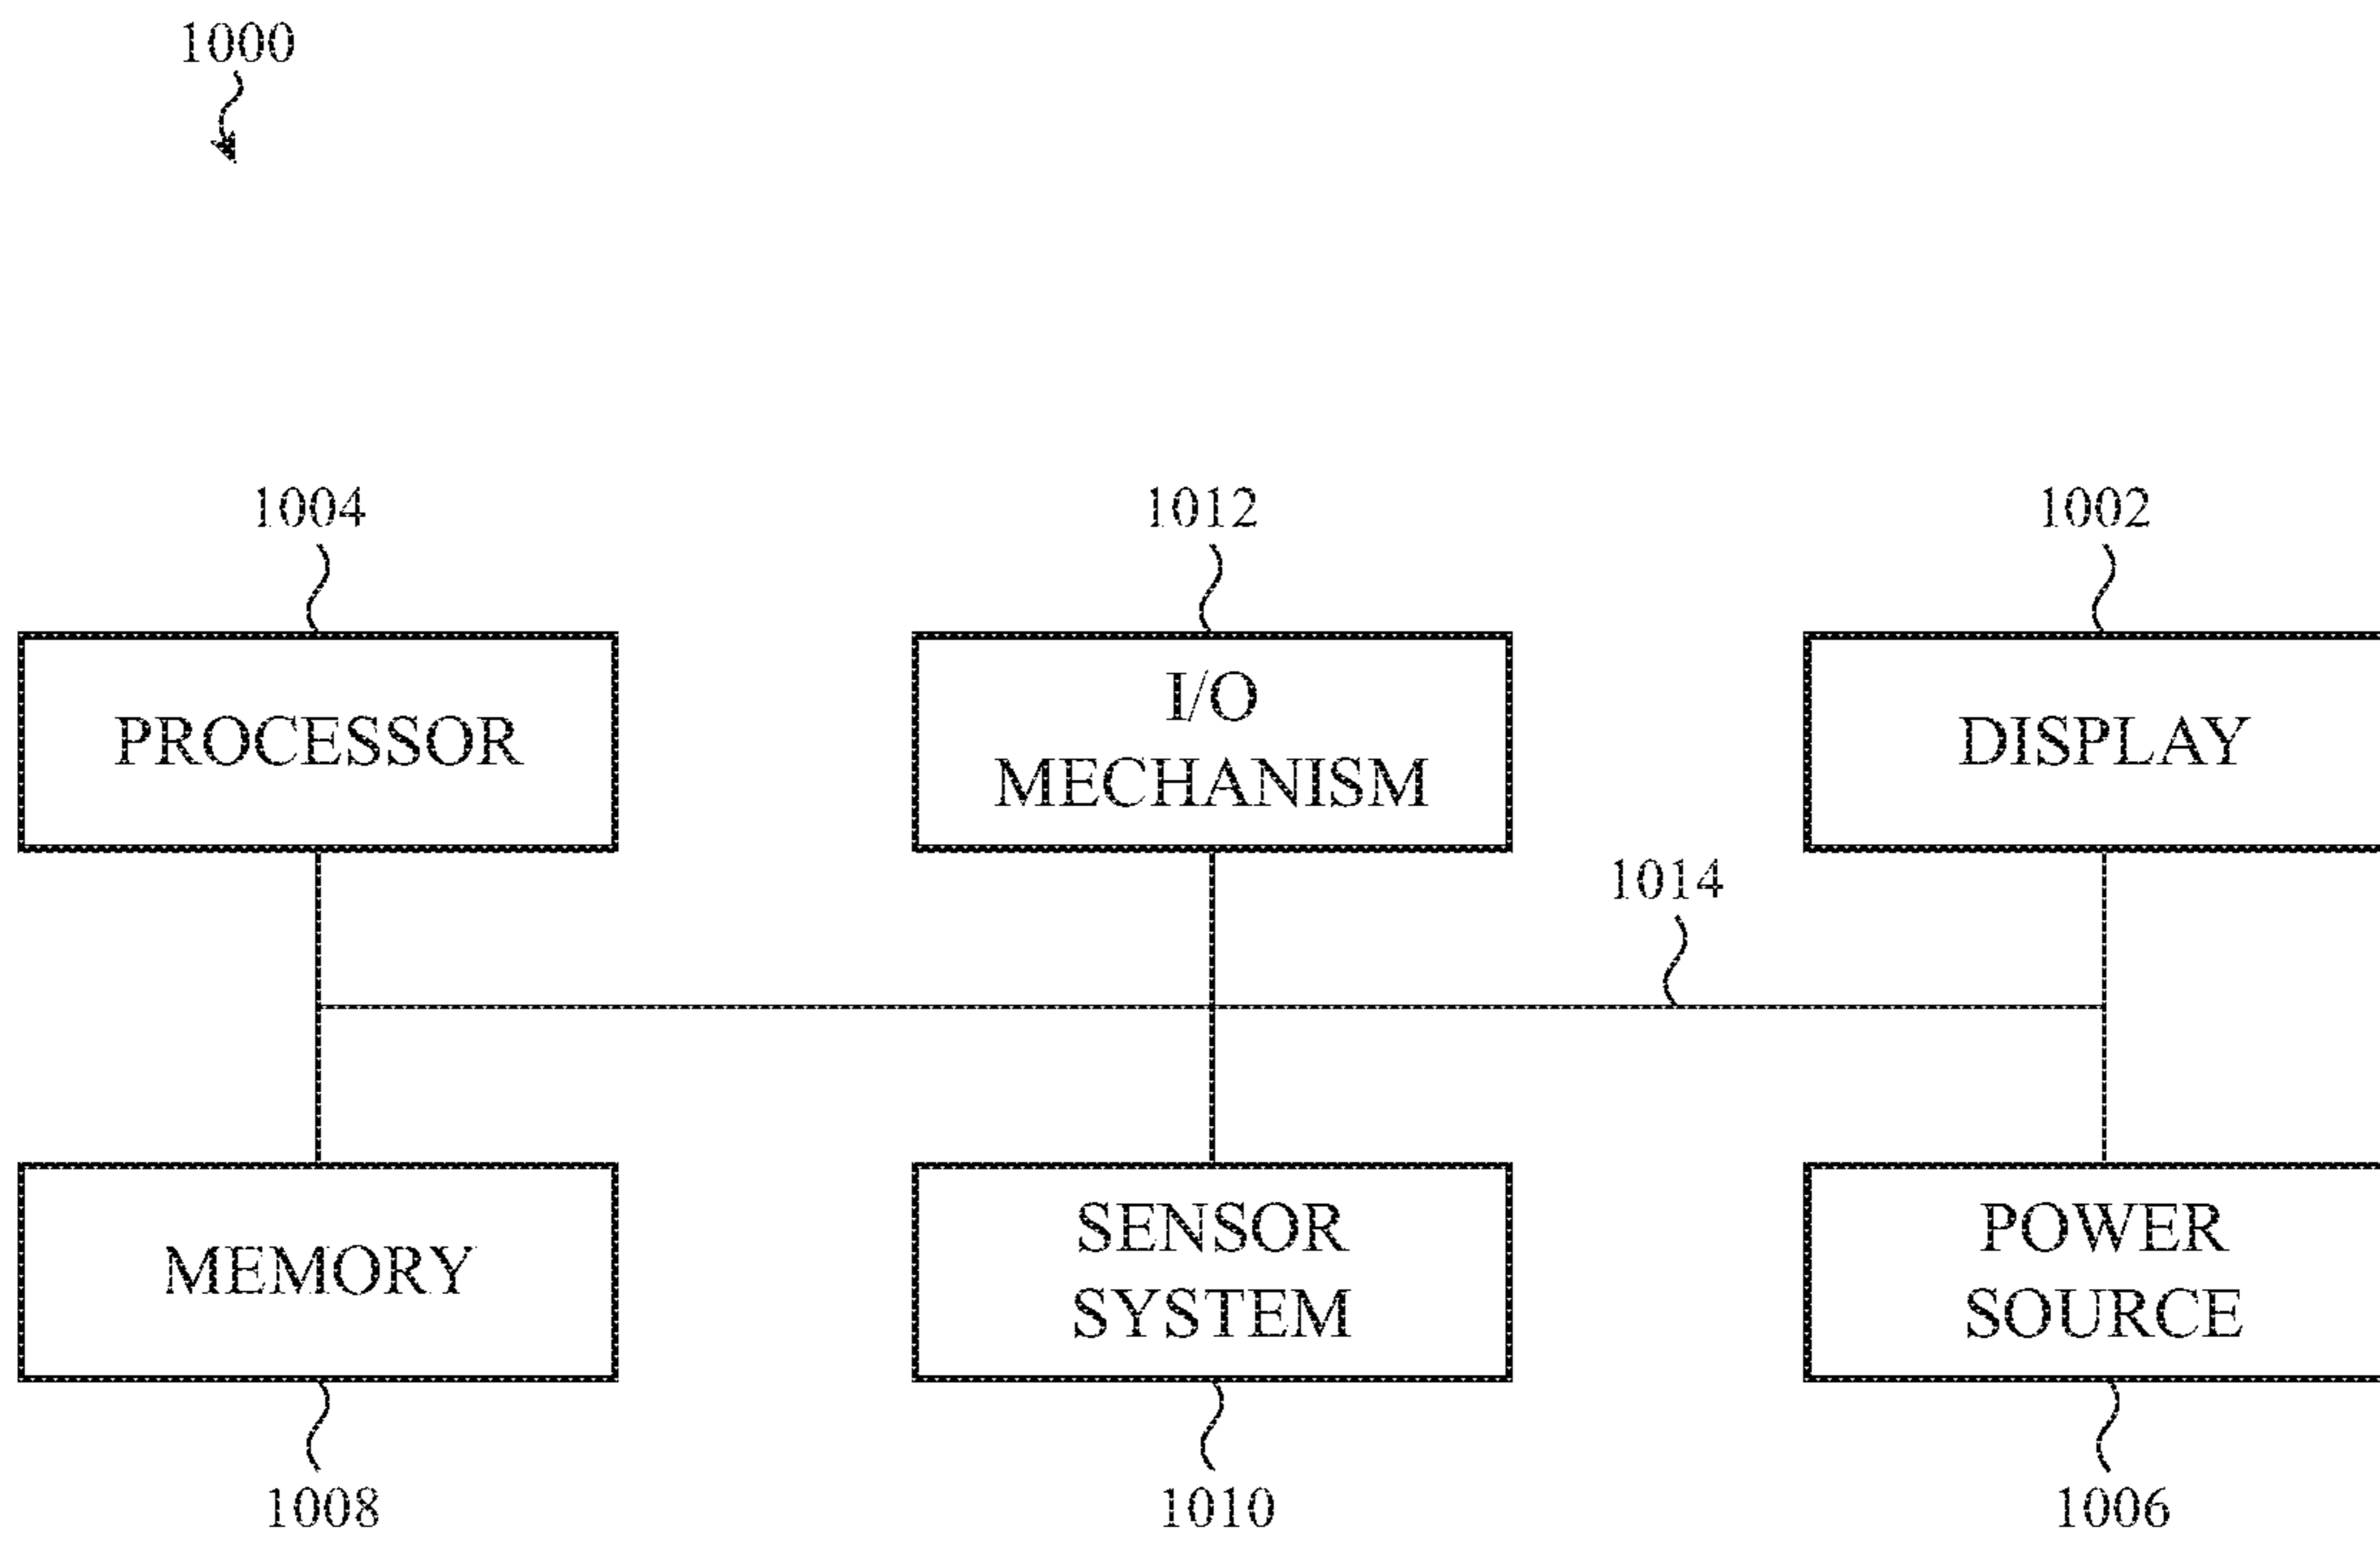 1000
1004
1012
1002
PROCESSOR
I/O
MECHANISM
DISPLAY
1014
MEMORY
SENSOR
SYSTEM
POWER
SOURCE
1008
1010
1006